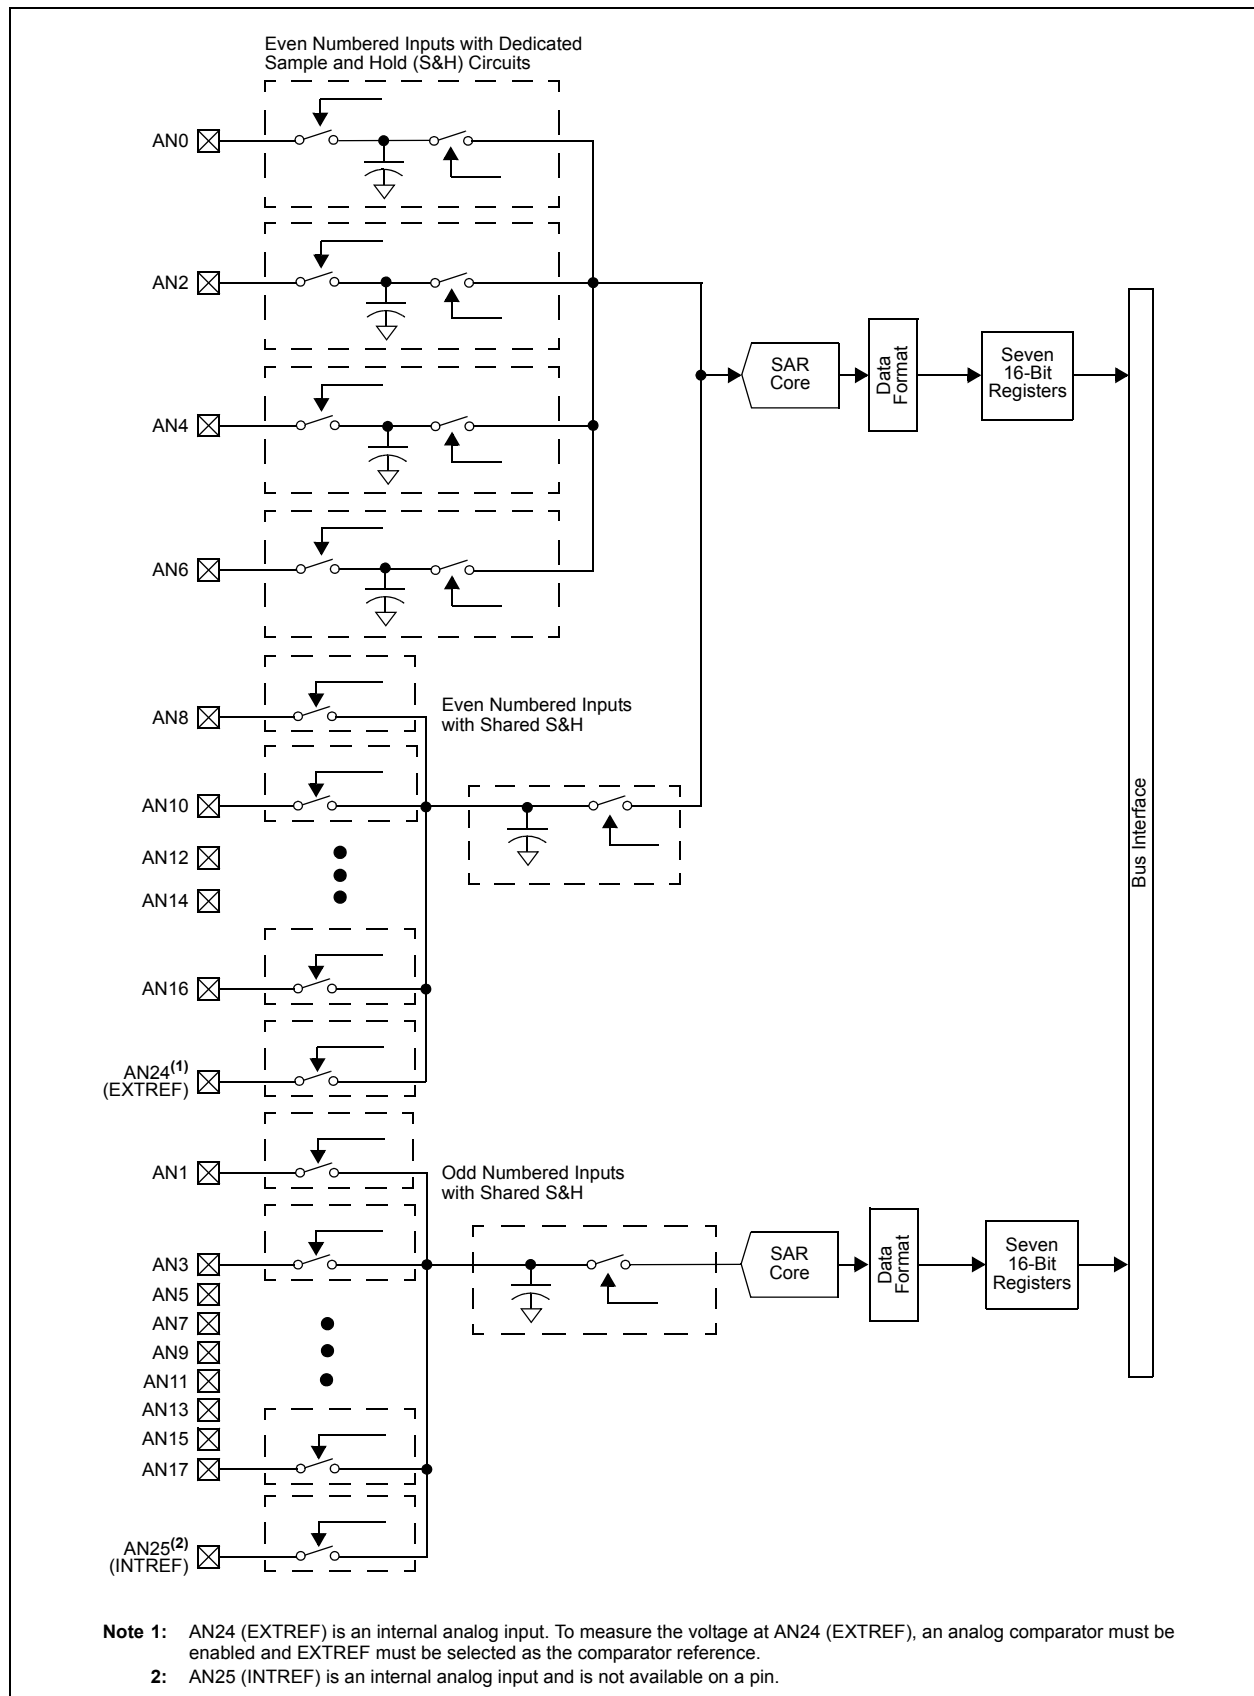 Even Numbered Inputs with Dedicated
Sample and Hold (S&H) Circuits
AN0
AN2
AN4
AN6
SAR
Core
Data
Format
Seven
16-Bit
Registers
AN8
Even Numbered Inputs
with Shared S&H
AN10
AN12
AN14
AN16
AN24(1)
(EXTREF)
Bus Interface
AN1
Odd Numbered Inputs
with Shared S&H
AN3
AN5
AN7
AN9
AN11
AN13
AN15
AN17
AN25(2)
(INTREF)
SAR
Core
Data
Format
Seven
16-Bit
Registers
Note 1: AN24 (EXTREF) is an internal analog input. To measure the voltage at AN24 (EXTREF), an analog comparator must be
enabled and EXTREF must be selected as the comparator reference.
2: AN25 (INTREF) is an internal analog input and is not available on a pin.